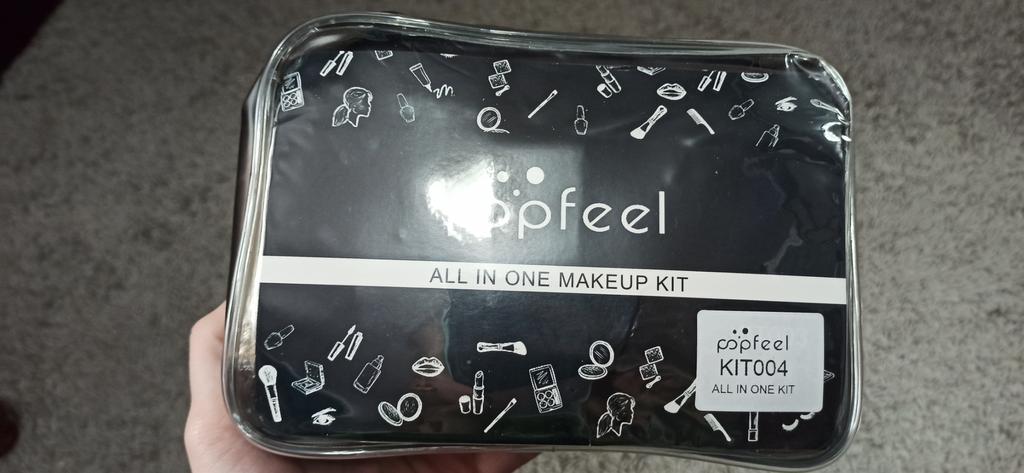 popfeel
ALL IN ONE MAKEUP KIT
popfeel
KIT004
ALL IN ONE KIT